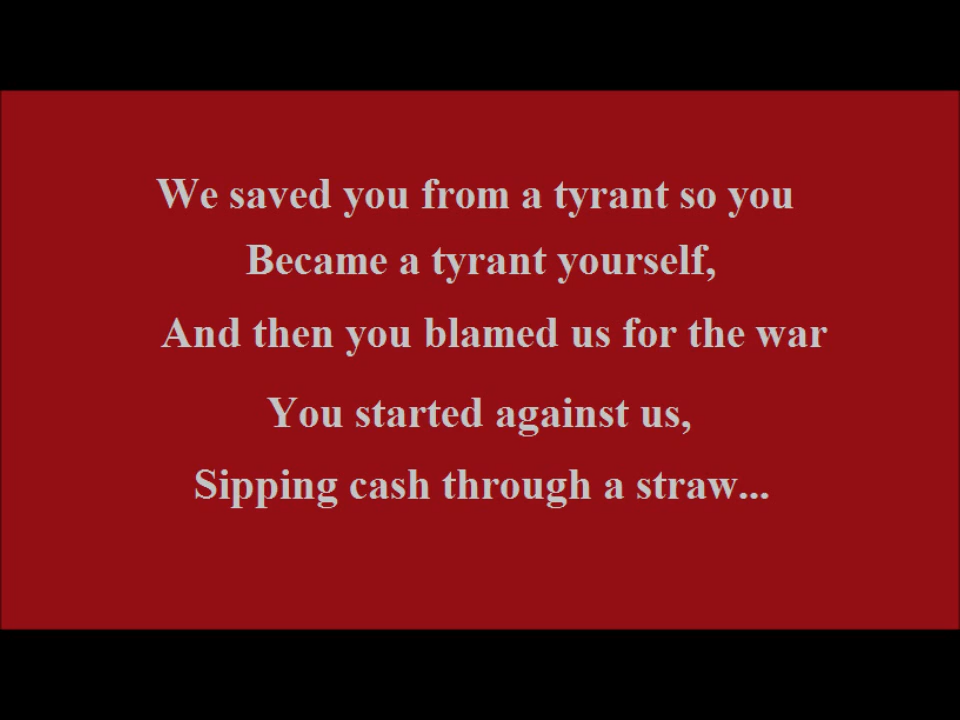 We saved you from a tyrant so you
Became a tyrant yourself,
And then you blamed us for the war
You started against us,
Sipping cash through a straw...